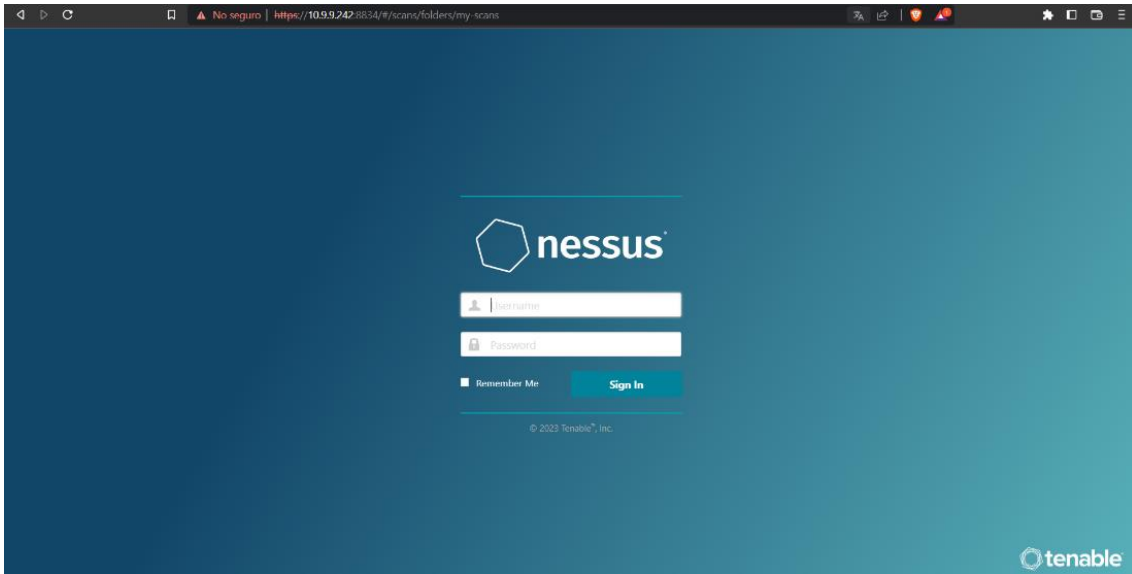 No seguro https://10.9.9.242:8834/#/scans/folders/my-scans
nessus
Username
Password
Remember Me Sign In
© 2023 Tenable™, Inc.
tenable